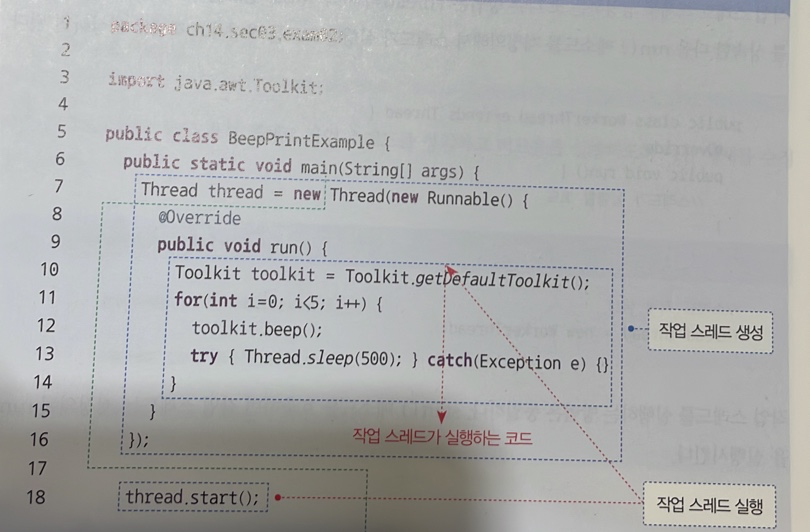 1 package ch14.sec03.exam02;
2
3 import java.awt.Toolkit;
4
5 public class BeepPrintExample {
6 public static void main(String[] args) {
7 Thread thread = new Thread(new Runnable() {
8 @Override
9 public void run() {
10 Toolkit toolkit = Toolkit.getDefaultToolkit();
11 for(int i=0; i<5; i++) {
12 toolkit.beep();
13 try { Thread.sleep(500); } catch(Exception e) {}
작업 스레드 생성
14 }
15 }
16 });
작업 스레드가 실행하는 코드
17
18 thread.start();
작업 스레드 실행